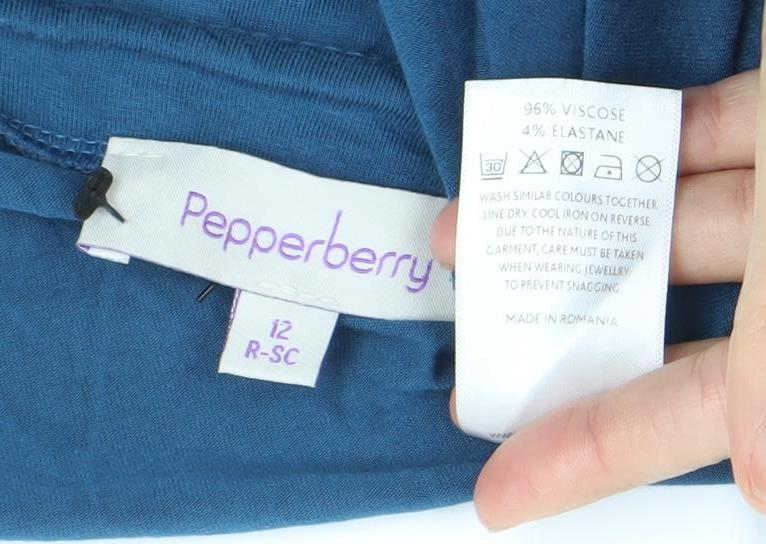 Pepperberry
12
R-SC
96% VISCOSE
4% ELASTANE
30
WASH SIMILAR COLOURS TOGETHER.
LINE DRY. COOL IRON ON REVERSE
DUE TO THE NATURE OF THIS
GARMENT, CARE MUST BE TAKEN
WHEN WEARING JEWELLRY
TO PREVENT SNAGGING
MADE IN ROMANIA